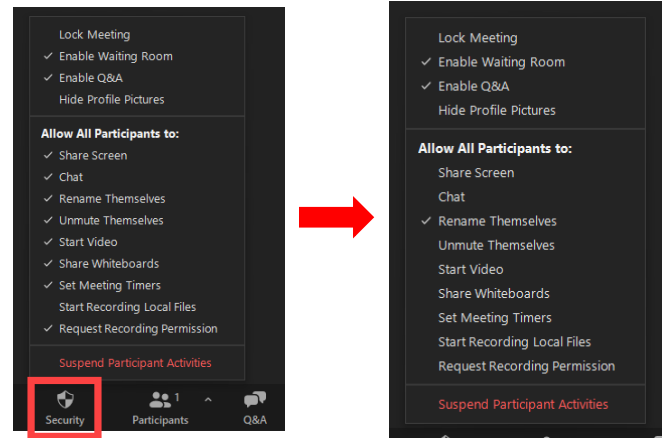 Lock Meeting
Enable Waiting Room
Enable Q&A
Hide Profile Pictures
Allow All Participants to:
Share Screen
Chat
Rename Themselves
Unmute Themselves
Start Video
Share Whiteboards
Set Meeting Timers
Start Recording Local Files
Request Recording Permission
Suspend Participant Activities
1
Security
Participants
Q&A
Lock Meeting
Enable Waiting Room
Enable Q&A
Hide Profile Pictures
Allow All Participants to:
Share Screen
Chat
Rename Themselves
Unmute Themselves
Start Video
Share Whiteboards
Set Meeting Timers
Start Recording Local Files
Request Recording Permission
Suspend Participant Activities